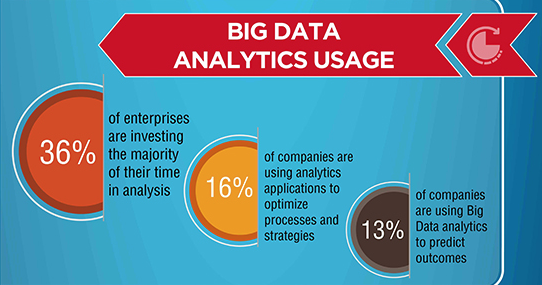 BIG DATA
ANALYTICS USAGE
36%
of enterprises
are investing
the majority
of their time
in analysis
16%
of companies are
using analytics
applications to
optimize
processes and
strategies
13%
of companies
are using Big
Data analytics
to predict
outcomes